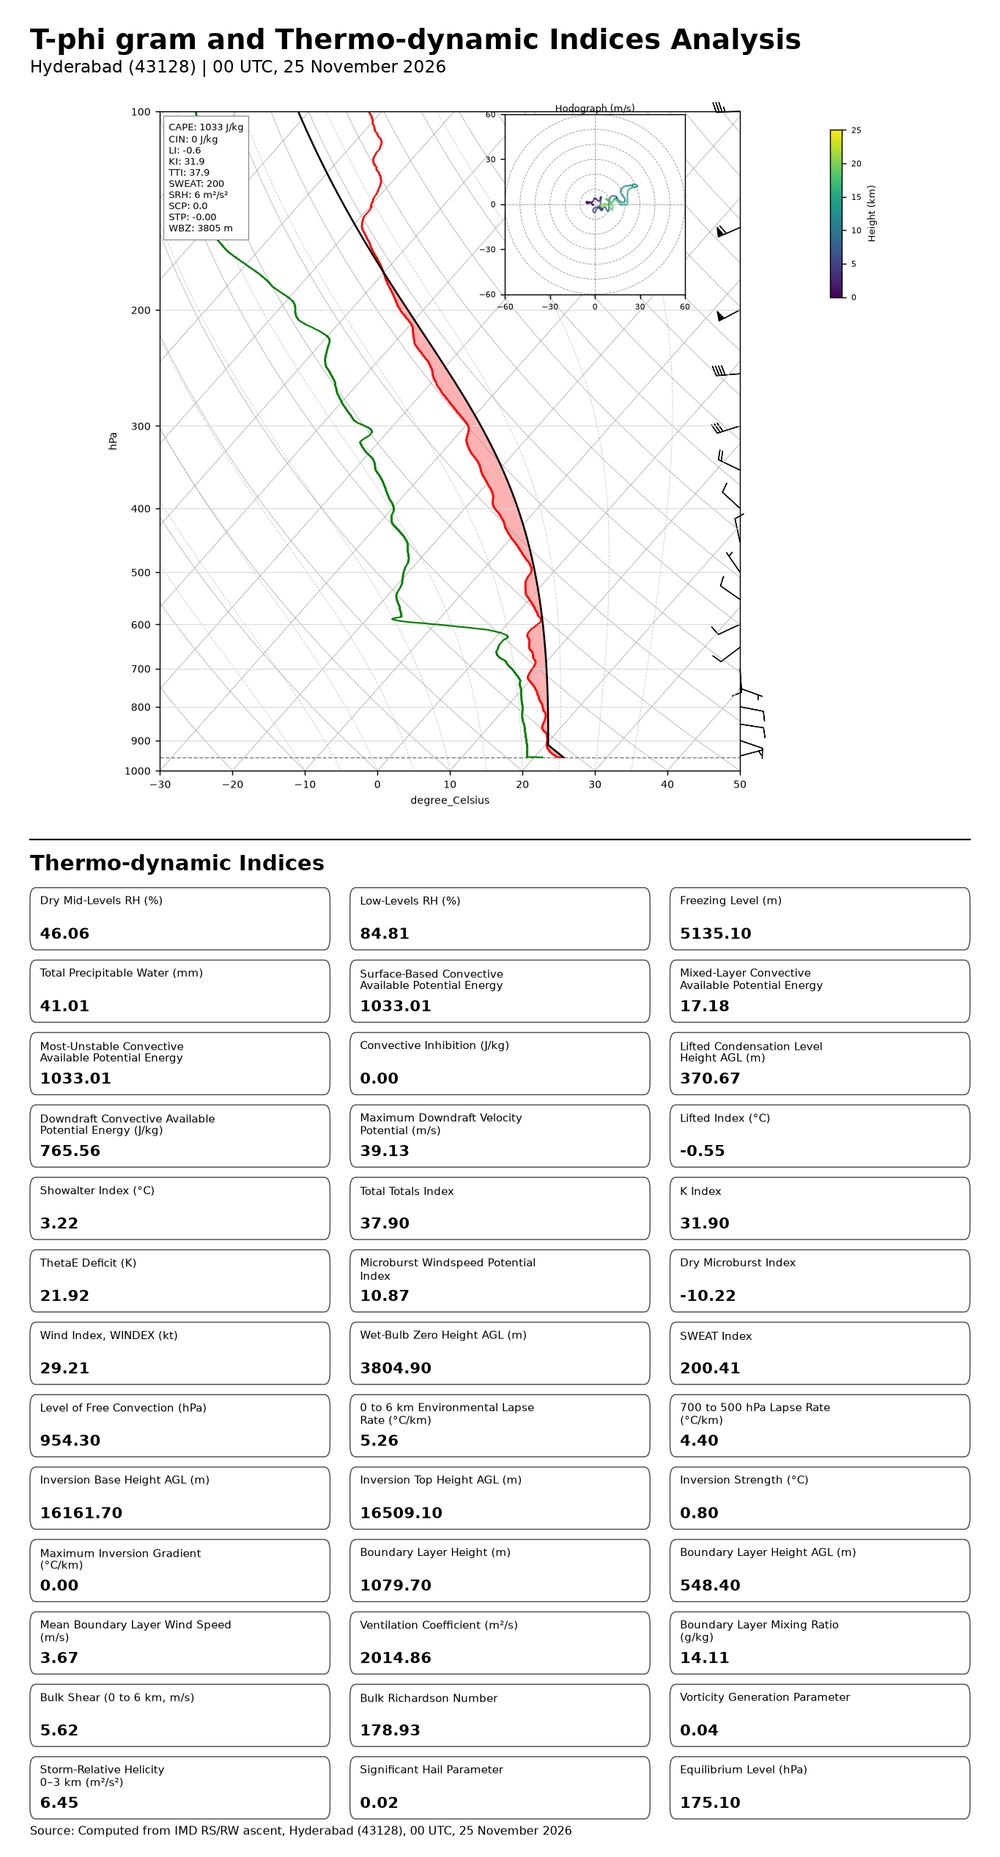 T-phi gram and Thermo-dynamic Indices Analysis
Hyderabad (43128) | 00 UTC, 25 November 2026
CAPE: 1033 J/kg
CIN: 0 J/kg
LI: -0.6
KI: 31.9
TTI: 37.9
SWEAT: 200
SRH: 6 m²/s²
SCP: 0.0
STP: -0.00
WBZ: 3805 m
Hodograph (m/s)
60
30
0
−30
−60
−60 −30 0 30 60
25
20
15
10
5
0
Height (km)
100
200
300
400
500
600
700
800
900
1000
hPa
−30 −20 −10 0 10 20 30 40 50
degree_Celsius
Thermo-dynamic Indices
Dry Mid-Levels RH (%)
46.06
Low-Levels RH (%)
84.81
Freezing Level (m)
5135.10
Total Precipitable Water (mm)
41.01
Surface-Based Convective
Available Potential Energy
1033.01
Mixed-Layer Convective
Available Potential Energy
17.18
Most-Unstable Convective
Available Potential Energy
1033.01
Convective Inhibition (J/kg)
0.00
Lifted Condensation Level
Height AGL (m)
370.67
Downdraft Convective Available
Potential Energy (J/kg)
765.56
Maximum Downdraft Velocity
Potential (m/s)
39.13
Lifted Index (°C)
-0.55
Showalter Index (°C)
3.22
Total Totals Index
37.90
K Index
31.90
ThetaE Deficit (K)
21.92
Microburst Windspeed Potential
Index
10.87
Dry Microburst Index
-10.22
Wind Index, WINDEX (kt)
29.21
Wet-Bulb Zero Height AGL (m)
3804.90
SWEAT Index
200.41
Level of Free Convection (hPa)
954.30
0 to 6 km Environmental Lapse
Rate (°C/km)
5.26
700 to 500 hPa Lapse Rate
(°C/km)
4.40
Inversion Base Height AGL (m)
16161.70
Inversion Top Height AGL (m)
16509.10
Inversion Strength (°C)
0.80
Maximum Inversion Gradient
(°C/km)
0.00
Boundary Layer Height (m)
1079.70
Boundary Layer Height AGL (m)
548.40
Mean Boundary Layer Wind Speed
(m/s)
3.67
Ventilation Coefficient (m²/s)
2014.86
Boundary Layer Mixing Ratio
(g/kg)
14.11
Bulk Shear (0 to 6 km, m/s)
5.62
Bulk Richardson Number
178.93
Vorticity Generation Parameter
0.04
Storm-Relative Helicity
0–3 km (m²/s²)
6.45
Significant Hail Parameter
0.02
Equilibrium Level (hPa)
175.10
Source: Computed from IMD RS/RW ascent, Hyderabad (43128), 00 UTC, 25 November 2026